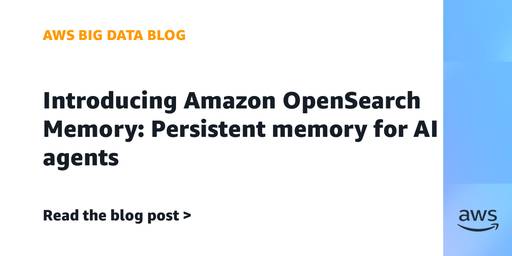 AWS BIG DATA BLOG
Introducing Amazon OpenSearch
Memory: Persistent memory for AI
agents
Read the blog post >
aws